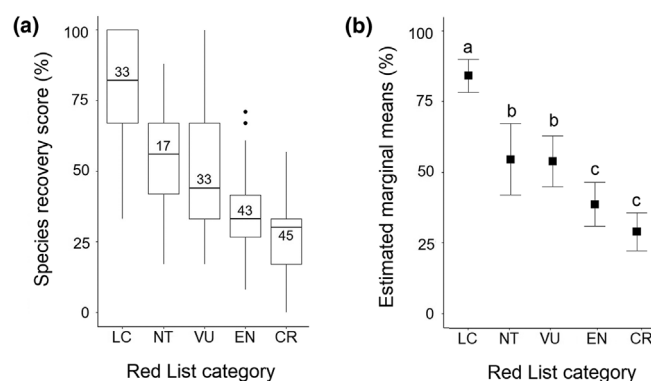 (a)
Species recovery score (%)
100
75
50
25
0
33
17
33
43
45
LC NT VU EN CR
Red List category
(b)
Estimated marginal means
(%)
100
75
50
25
0
a
b
b
c
c
LC NT VU EN CR
Red List category